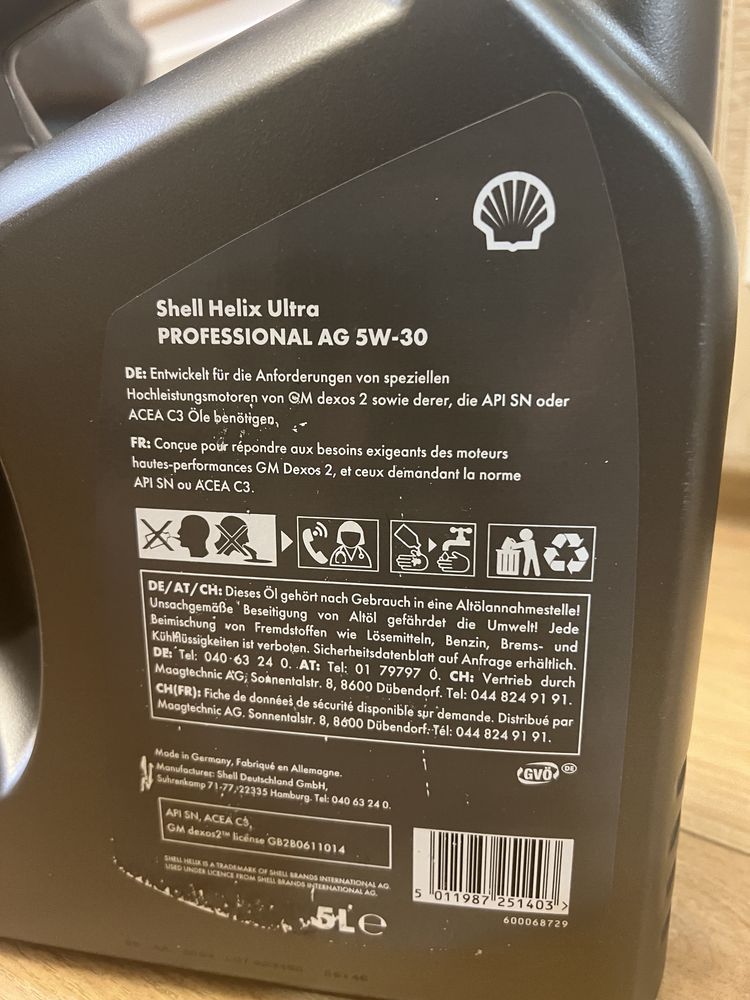 Shell Helix Ultra
PROFESSIONAL AG 5W-30
DE: Entwickelt für die Anforderungen von speziellen
Hochleistungsmotoren von GM dexos 2 sowie derer, die API SN oder
ACEA C3 Öle benötigen.
FR: Conçue pour répondre aux besoins exigeants des moteurs
hautes-performances GM Dexos 2, et ceux demandant la norme
API SN ou ACEA C3.
DE/AT/CH: Dieses Öl gehört nach Gebrauch in eine Altölannahmestelle!
Unsachgemäße Beseitigung von Altöl gefährdet die Umwelt! Jede
Beimischung von Fremdstoffen wie Lösemitteln, Benzin, Brems- und
Kühlflüssigkeiten ist verboten. Sicherheitsdatenblatt auf Anfrage erhältlich.
DE: Tel: 040 63 24 0. AT: Tel: 01 79797 0. CH: Vertrieb durch
Maagtechnic AG, Sonnentalstr. 8, 8600 Dübendorf. Tel: 044 824 91 91.
CH(FR): Fiche de données de sécurité disponible sur demande. Distribué par
Maagtechnic AG. Sonnentalstr. 8, 8600 Dübendorf. Tél: 044 824 91 91.
GVÖ DE
Made in Germany, Fabriqué en Allemagne.
Manufacturer: Shell Deutschland GmbH,
Suhrenkamp 71-77, 22335 Hamburg. Tel: 040 63 24 0.
API SN, ACEA C3,
GM dexos2™ license GB2B0611014
SHELL HELIX IS A TRADEMARK OF SHELL BRANDS INTERNATIONAL AG.
USED UNDER LICENCE FROM SHELL BRANDS INTERNATIONAL AG.
5 011987 251403 >
600068729
5L e